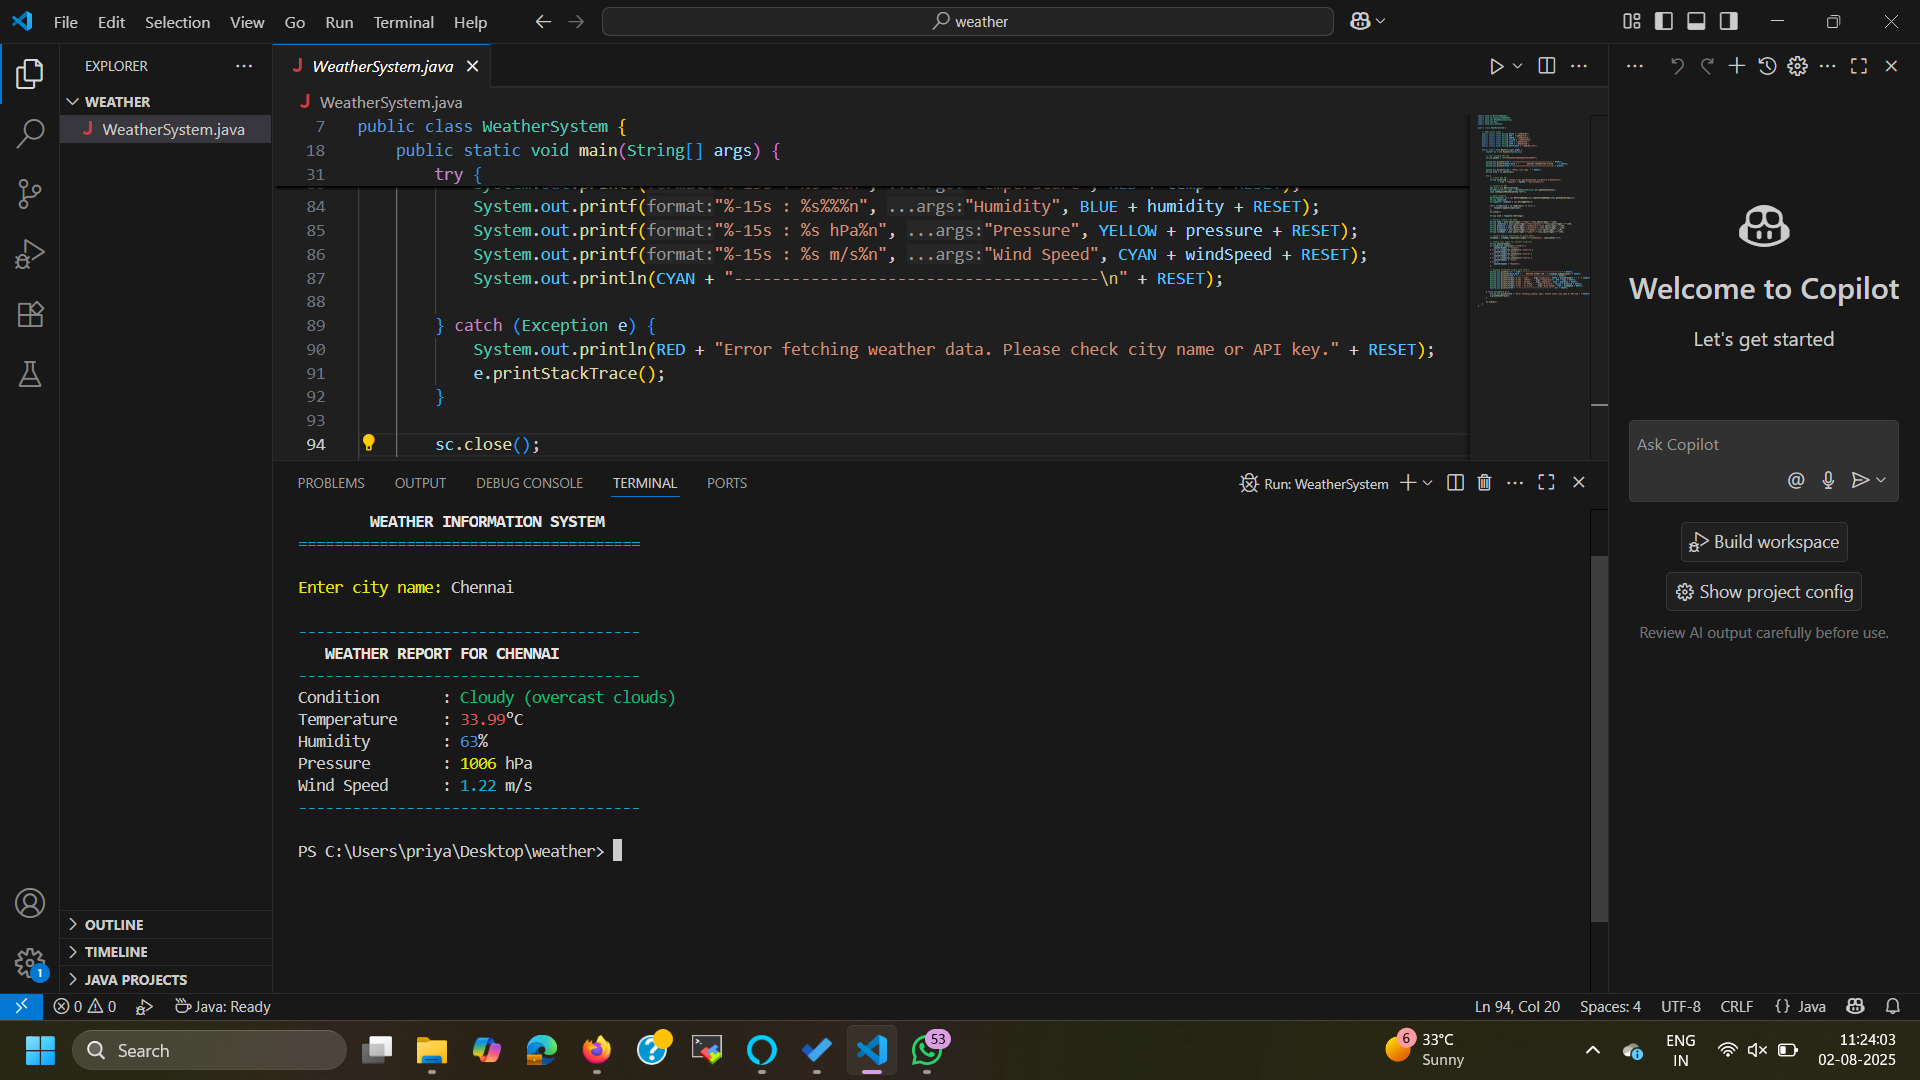 File Edit Selection View Go Run Terminal Help
weather
EXPLORER
WEATHER
J WeatherSystem.java
J WeatherSystem.java
J WeatherSystem.java
7 public class WeatherSystem {
18 public static void main(String[] args) {
31 try {
84 System.out.printf(format:"%-15s : %s%%%n", ...args:"Humidity", BLUE + humidity + RESET);
85 System.out.printf(format:"%-15s : %s hPa%n", ...args:"Pressure", YELLOW + pressure + RESET);
86 System.out.printf(format:"%-15s : %s m/s%n", ...args:"Wind Speed", CYAN + windSpeed + RESET);
87 System.out.println(CYAN + "--------------------------------------\n" + RESET);
88
89 } catch (Exception e) {
90 System.out.println(RED + "Error fetching weather data. Please check city name or API key." + RESET);
91 e.printStackTrace();
92 }
93
94 sc.close();
PROBLEMS OUTPUT DEBUG CONSOLE TERMINAL PORTS
Run: WeatherSystem
WEATHER INFORMATION SYSTEM
======================================
Enter city name: Chennai
--------------------------------------
WEATHER REPORT FOR CHENNAI
--------------------------------------
Condition : Cloudy (overcast clouds)
Temperature : 33.99°C
Humidity : 63%
Pressure : 1006 hPa
Wind Speed : 1.22 m/s
--------------------------------------
PS C:\Users\priya\Desktop\weather>
Welcome to Copilot
Let's get started
Ask Copilot
Build workspace
Show project config
Review AI output carefully before use.
OUTLINE
TIMELINE
JAVA PROJECTS
1
0 0 Java: Ready
Ln 94, Col 20 Spaces: 4 UTF-8 CRLF {} Java
Search
53
6
33°C
Sunny
ENG
IN
11:24:03
02-08-2025